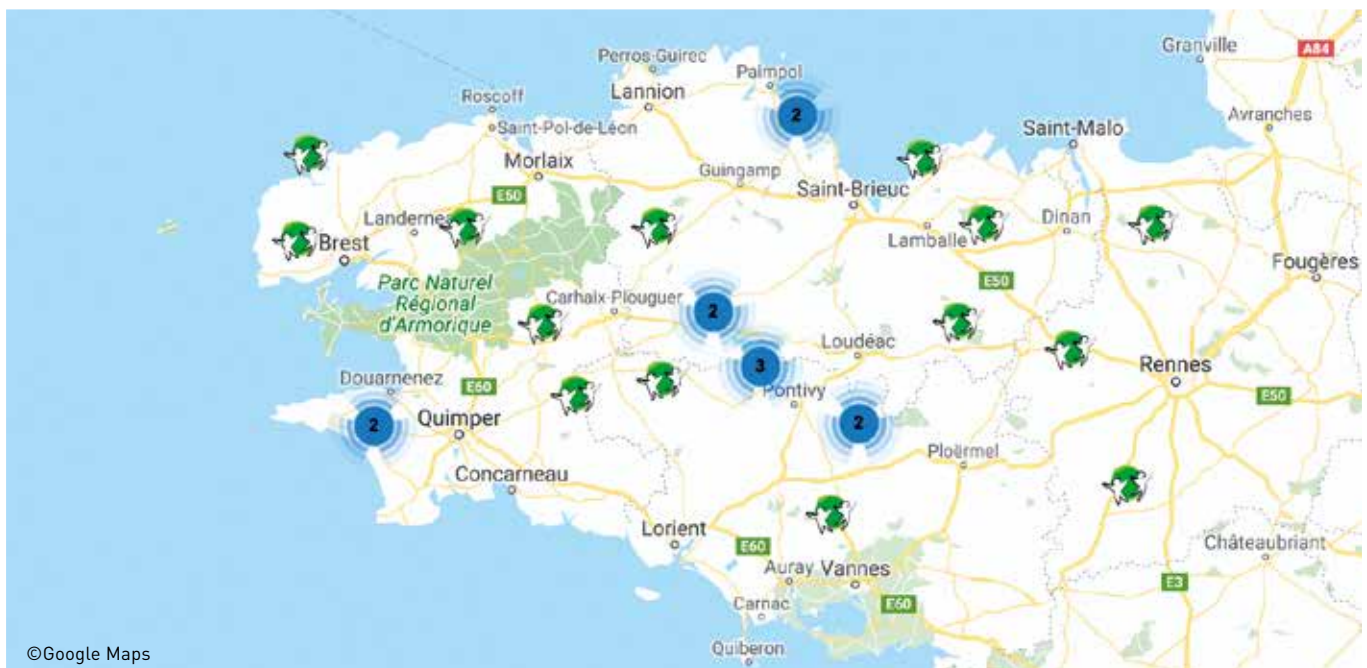 Granville
A84
Perros-Guirec
Paimpol
Roscoff
Lannion
2
Avranches
Saint-Pol-de-Léon
Saint-Malo
Morlaix
Guingamp
E50
Saint-Brieuc
Landerne
Lamballe
Dinan
Brest
Fougères
Parc Naturel
Régional
d'Armorique
E50
Carhaix-Plouguer
2
Loudéac
Rennes
3
Douarnenez
E60
Pontivy
E50
2
Quimper
2
Ploërmel
Concarneau
Lorient
E60
Châteaubriant
Auray
Vannes
E3
Carnac
E60
Quiberon
©Google Maps